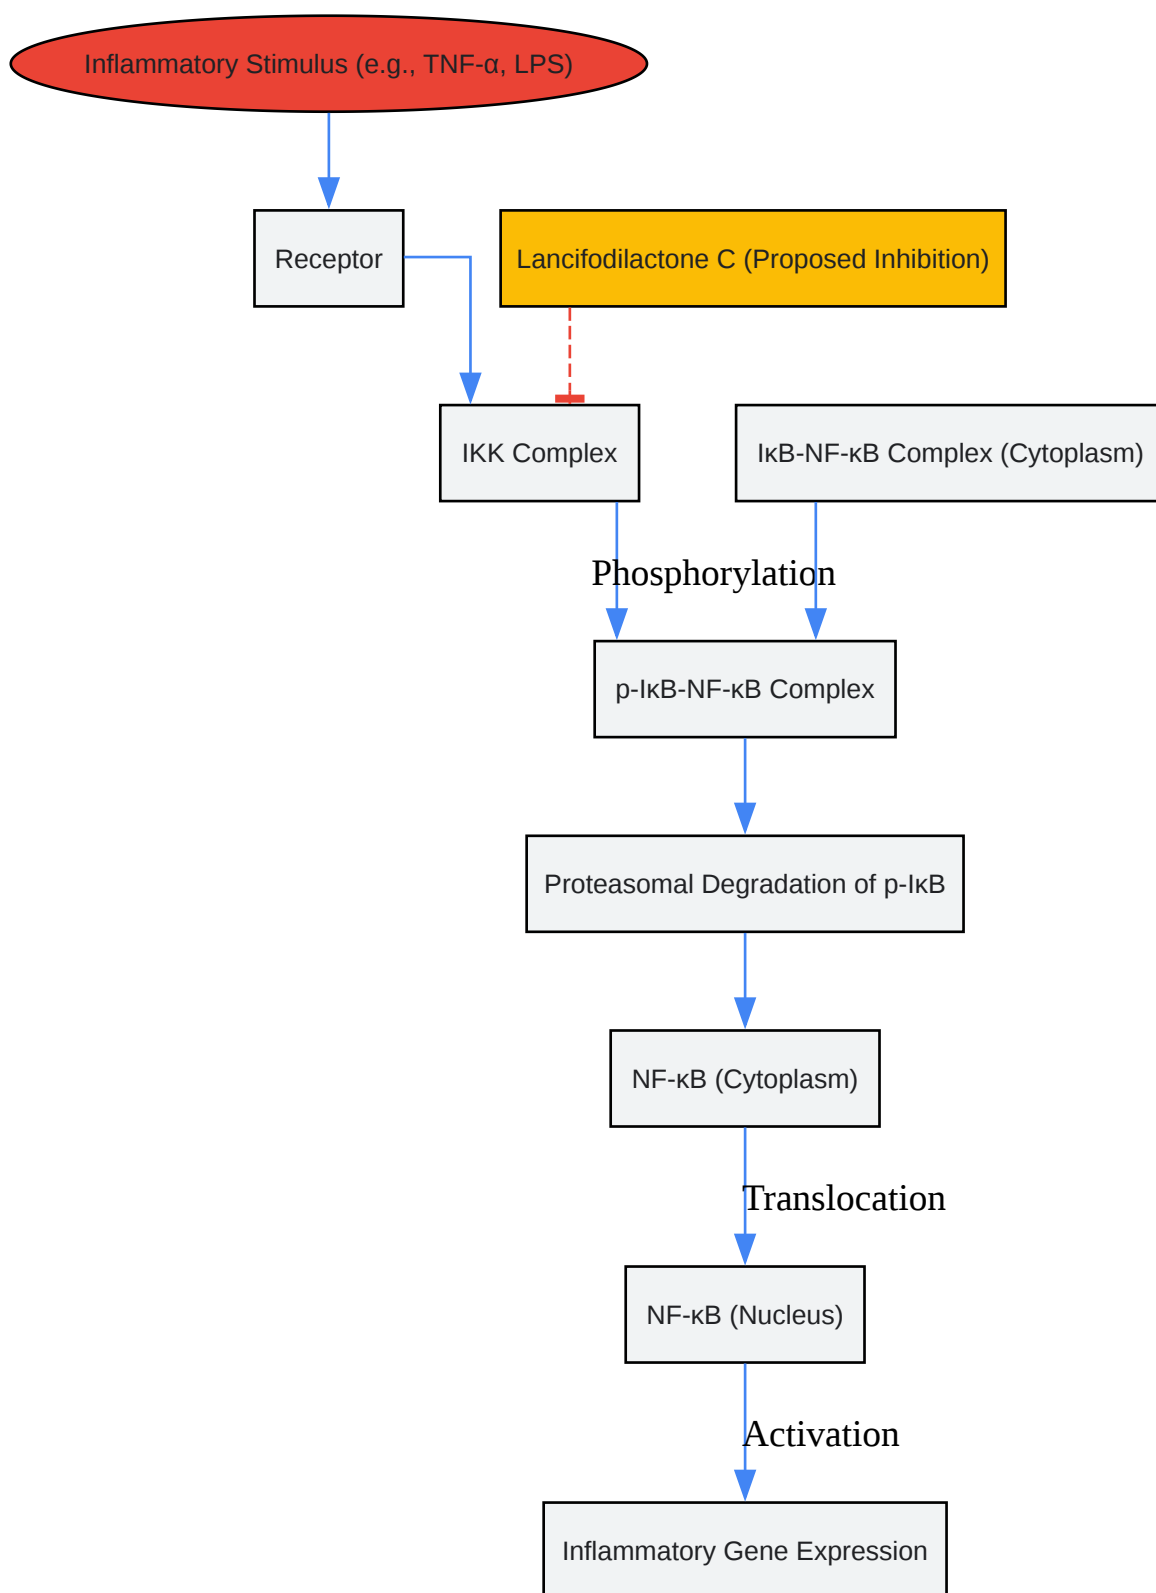 Inflammatory Stimulus (e.g., TNF-α, LPS)
Receptor
Lancifodilactone C (Proposed Inhibition)
IKK Complex
IκB-NF-κB Complex (Cytoplasm)
Phosphorylation
p-IκB-NF-κB Complex
Proteasomal Degradation of p-IκB
NF-κB (Cytoplasm)
Translocation
NF-κB (Nucleus)
Activation
Inflammatory Gene Expression